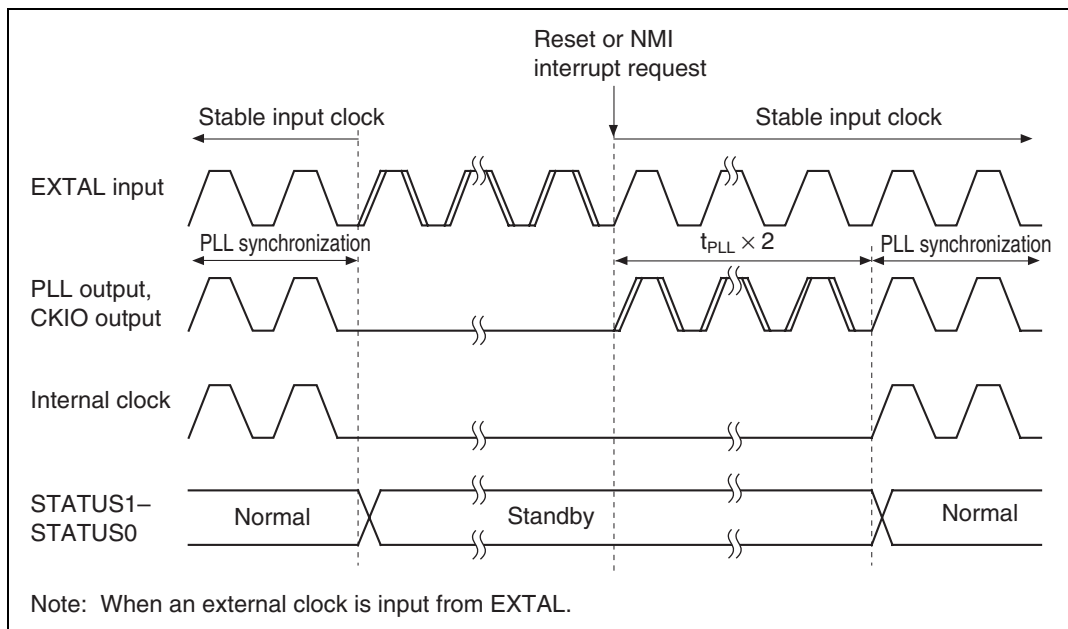 Reset or NMI
interrupt request
Stable input clock
Stable input clock
EXTAL input
PLL synchronization
tPLL × 2
PLL synchronization
PLL output,
CKIO output
Internal clock
STATUS1–
STATUS0
Normal
Standby
Normal
Note: When an external clock is input from EXTAL.